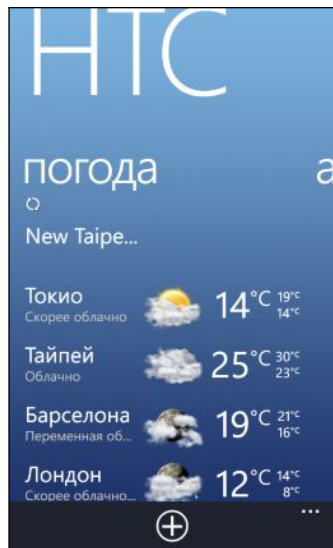 HTC
погода
а
New Taipe...
Токио
Скорее облачно
14°C
19°C
14°C
Тайпей
Облачно
25°C
30°C
23°C
Барселона
Переменная об...
19°C
21°C
16°C
Лондон
Скорее облачно...
12°C
14°C
8°C
...